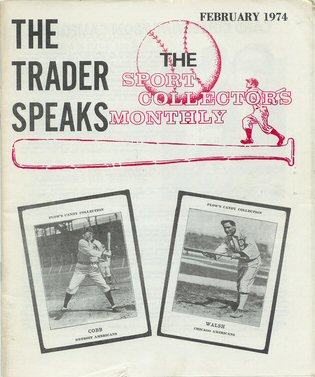 FEBRUARY 1974
THE
TRADER
SPEAKS
THE
SPORT
COLLECTOR'S
MONTHLY
PLOW'S CANDY COLLECTION
COBB
DETROIT AMERICANS
PLOW'S CANDY COLLECTION
WALSH
CHICAGO AMERICANS